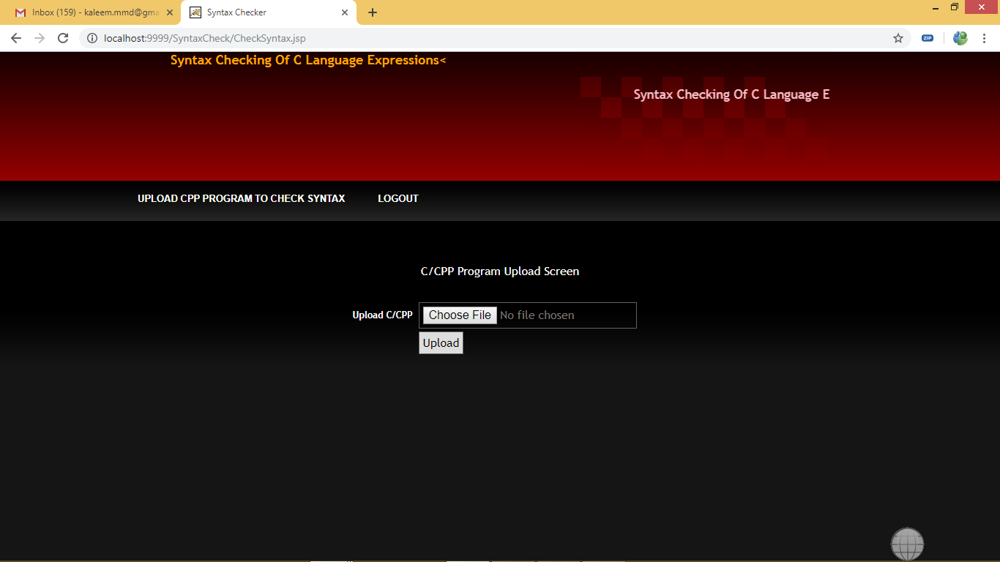 Inbox (159) - kaleem.mmd@gma
Syntax Checker
localhost:9999/SyntaxCheck/CheckSyntax.jsp
ZIP
Syntax Checking Of C Language Expressions<
Syntax Checking Of C Language E
UPLOAD CPP PROGRAM TO CHECK SYNTAX LOGOUT
C/CPP Program Upload Screen
Upload C/CPP Choose File No file chosen
Upload